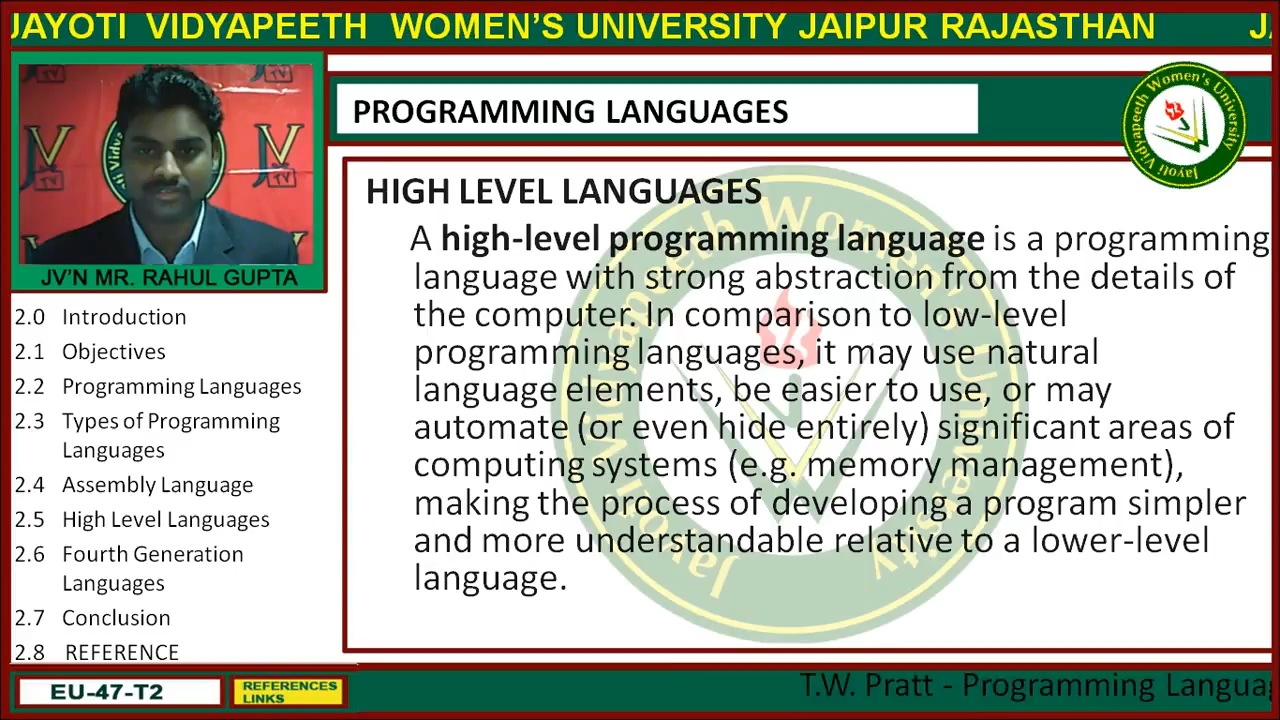 JAYOTI VIDYAPEETH WOMEN'S UNIVERSITY JAIPUR RAJASTHAN
JV'N MR. RAHUL GUPTA
2.0 Introduction
2.1 Objectives
2.2 Programming Languages
2.3 Types of Programming
Languages
2.4 Assembly Language
2.5 High Level Languages
2.6 Fourth Generation
Languages
2.7 Conclusion
2.8 REFERENCE
PROGRAMMING LANGUAGES
Jayoti Vidyapeeth Women's University
HIGH LEVEL LANGUAGES
A high-level programming language is a programming
language with strong abstraction from the details of
the computer. In comparison to low-level
programming languages, it may use natural
language elements, be easier to use, or may
automate (or even hide entirely) significant areas of
computing systems (e.g. memory management),
making the process of developing a program simpler
and more understandable relative to a lower-level
language.
EU-47-T2
REFERENCES
LINKS
T.W. Pratt - Programming